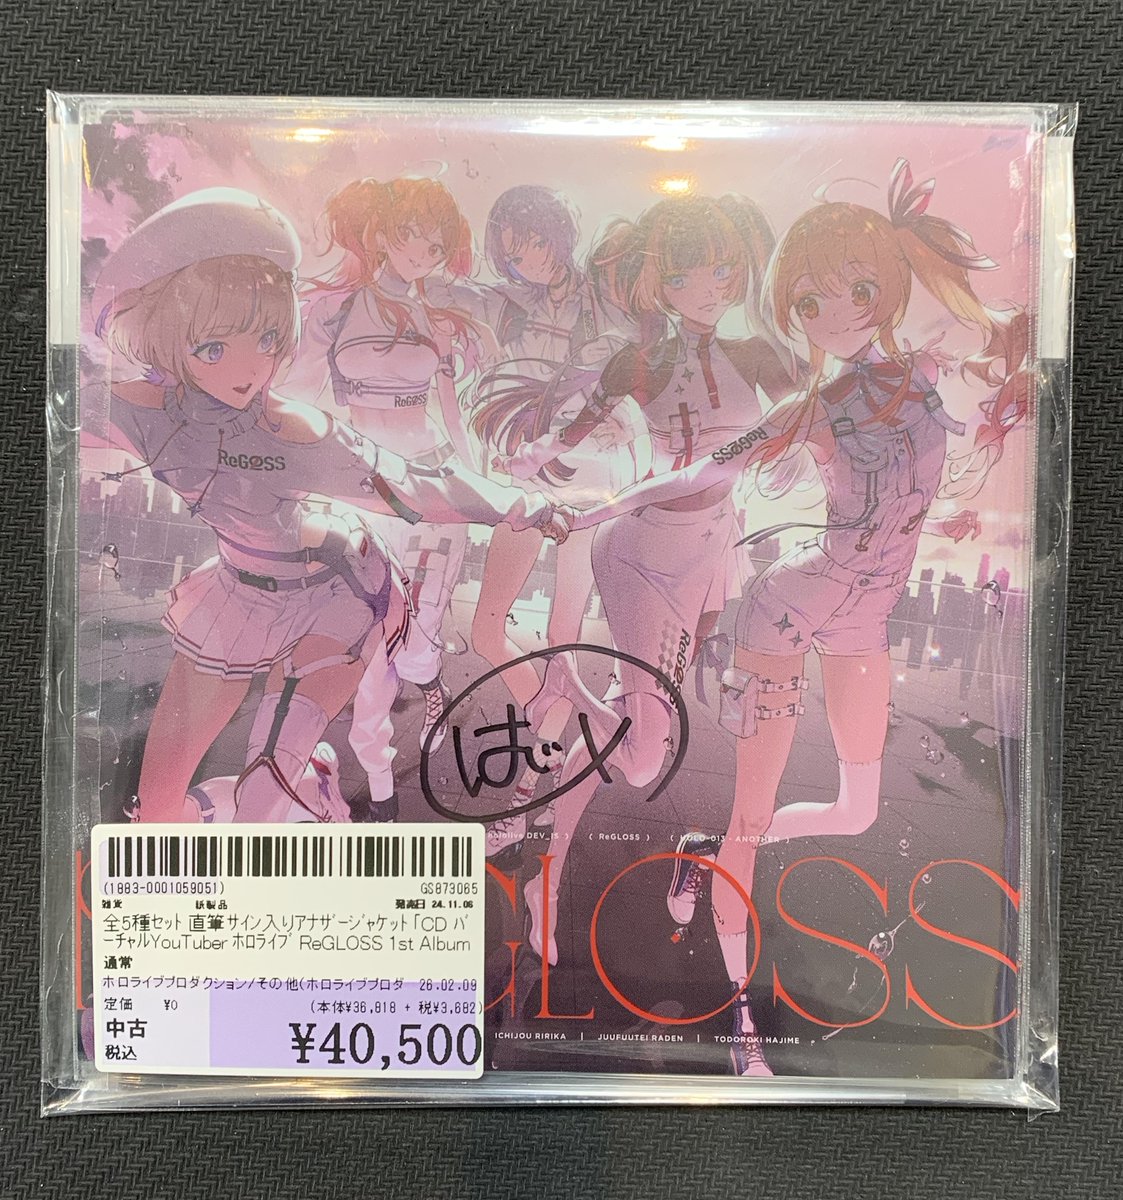 ReGLOSS
ReGLOSS
ReGLOSS
ReGLOSS
ReGLOSS
ばン
hololive DEV_IS ) ( ReGLOSS ) ( HOLO-013 - ANOTHER )
GLOSS
ICHIJOU RIRIKA | JUUFUUTEI RADEN | TODOROKI HAJIME
(1883-0001059051) GS873065
雑貨 紙製品 発売日 24.11.06
全5種セット 直筆サイン入りアナザージャケット 「CD バ
ーチャルYouTuber ホロライブ ReGLOSS 1st Album
通常
ホロライブプロダクション/その他(ホロライブプロダ 26.02.09
定価 ¥0 (本体¥36,818 + 税¥3,682)
中古
税込 ¥40,500